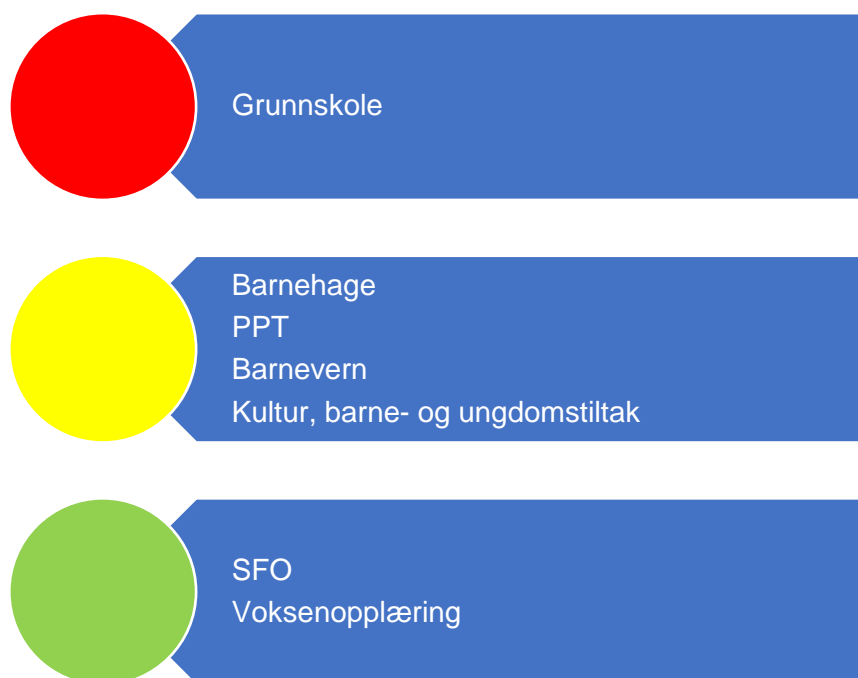 Grunnskole
Barnehage
PPT
Barnevern
Kultur, barne- og ungdomstiltak
SFO
Voksenopplæring